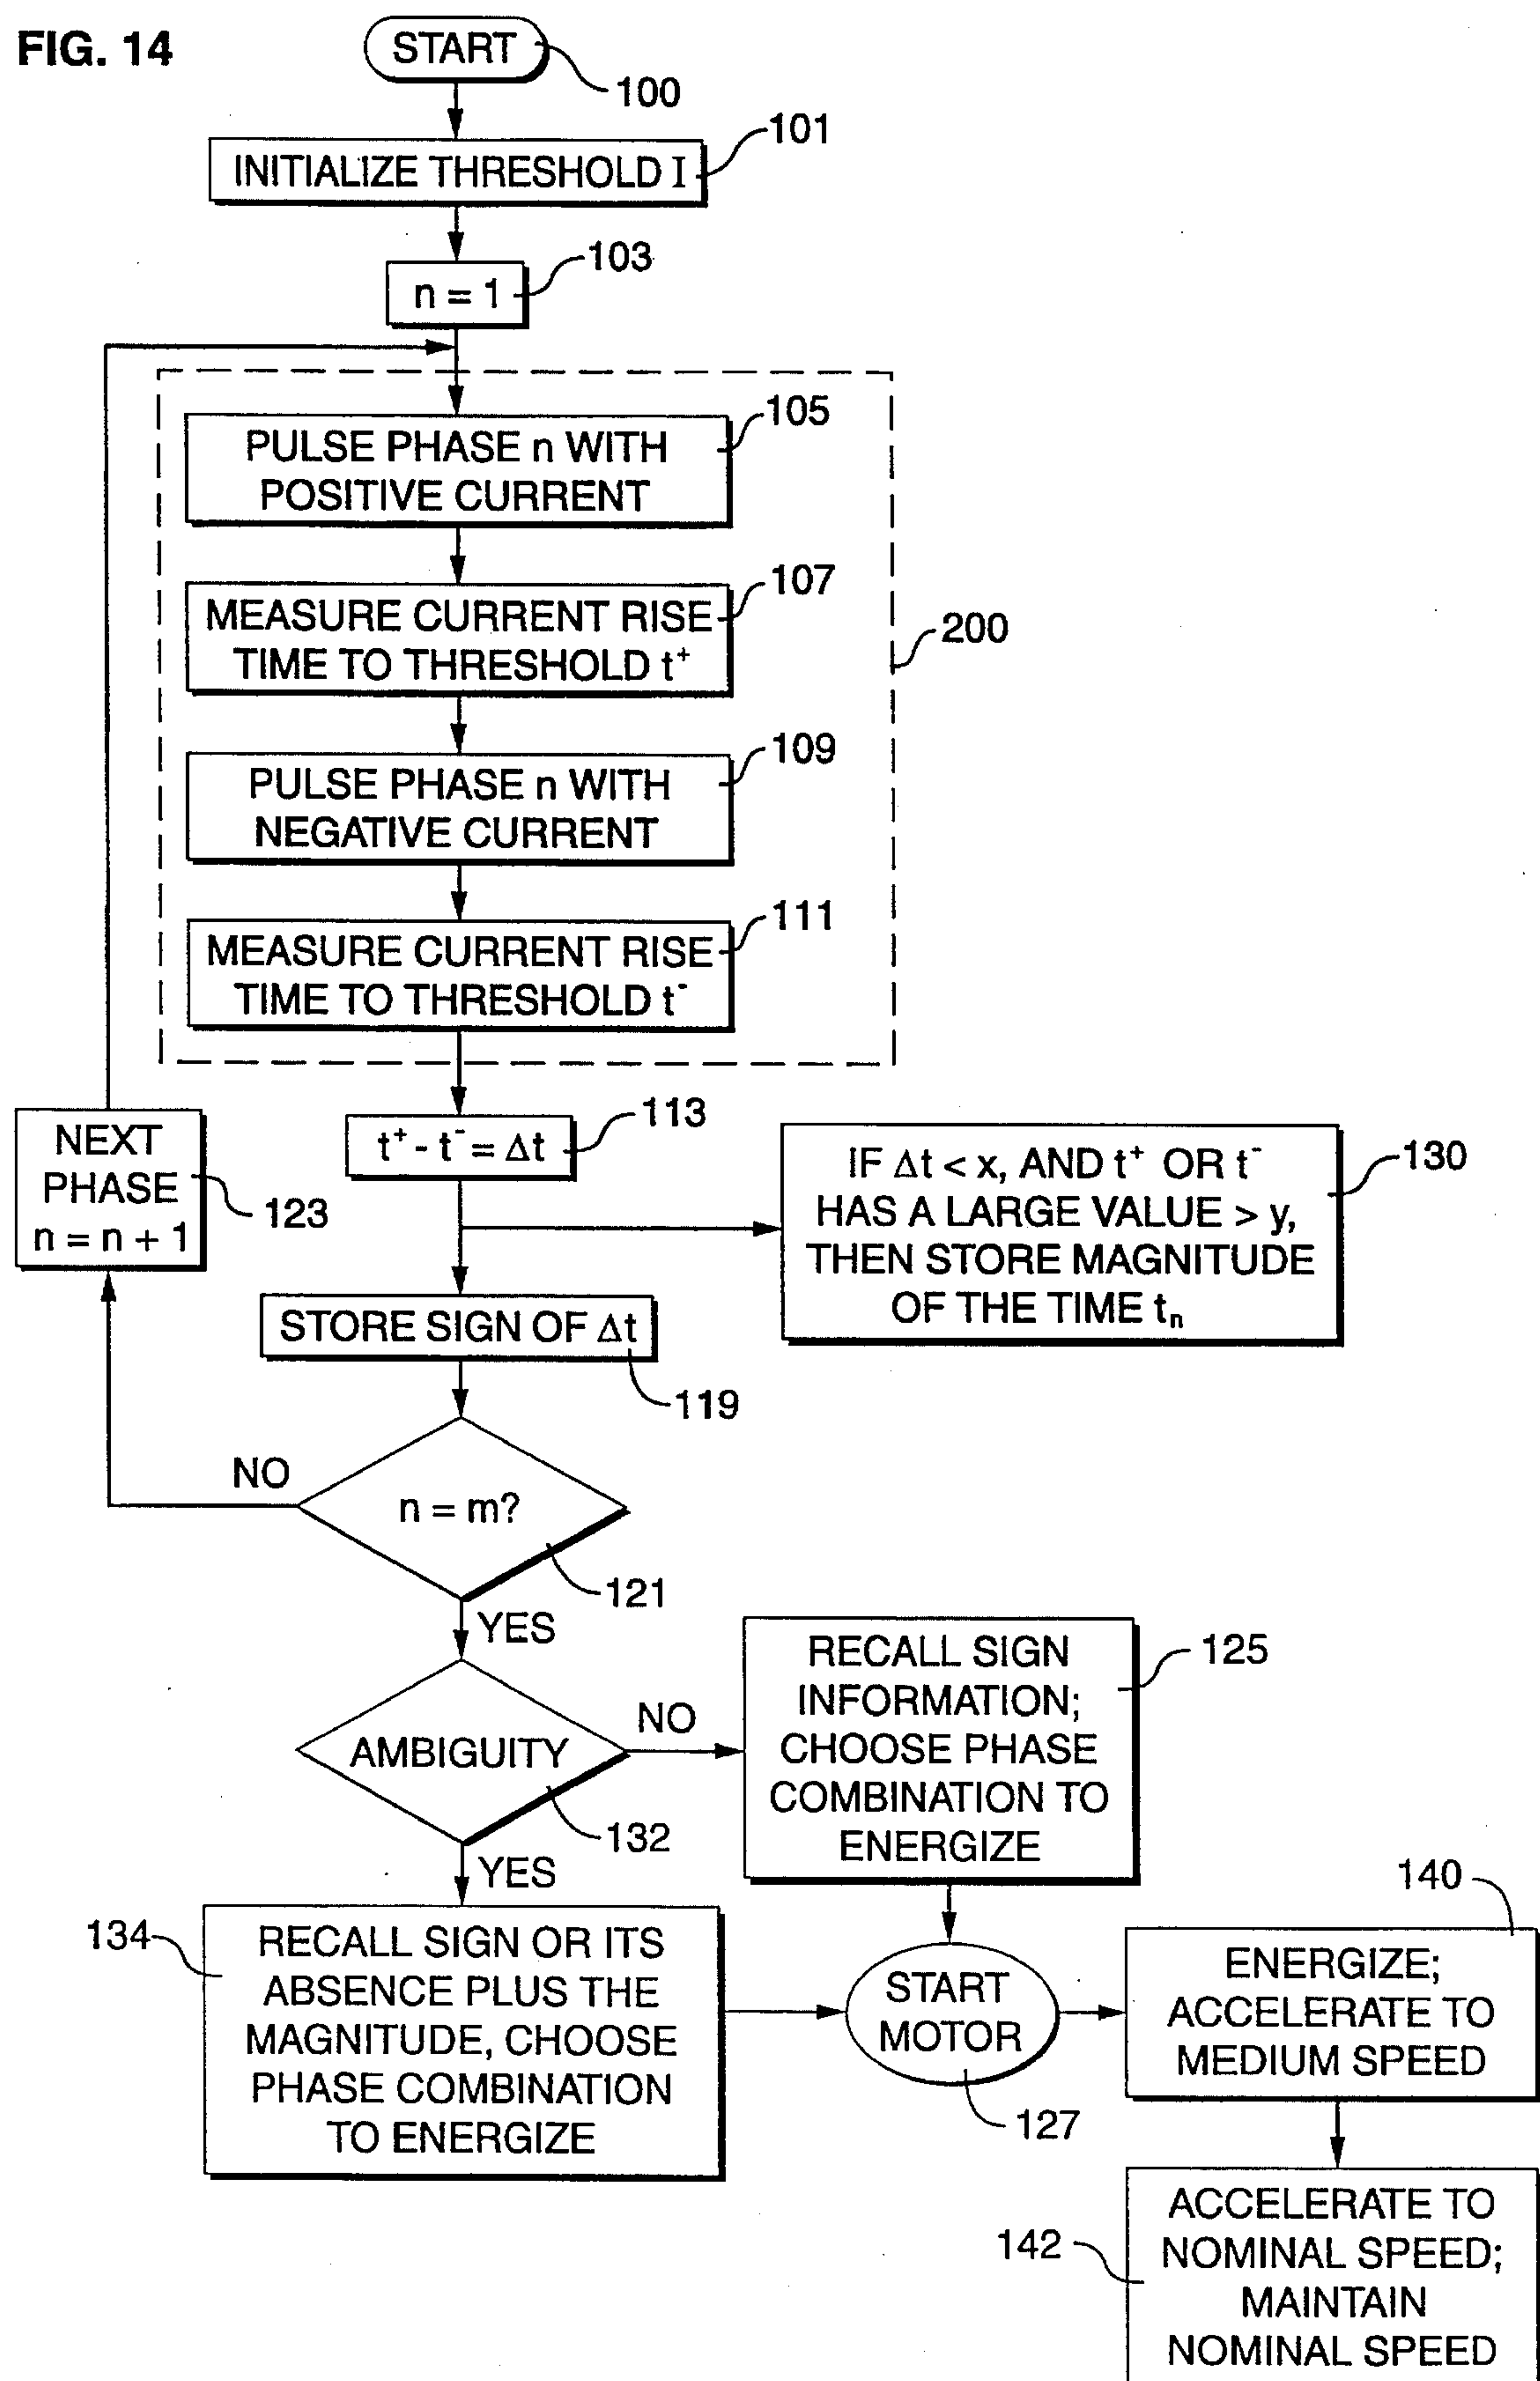 FIG. 14
START
100
INITIALIZE THRESHOLD I
101
n = 1
103
PULSE PHASE n WITH
POSITIVE CURRENT
105
MEASURE CURRENT RISE
TIME TO THRESHOLD t⁺
107
200
PULSE PHASE n WITH
NEGATIVE CURRENT
109
MEASURE CURRENT RISE
TIME TO THRESHOLD t⁻
111
t⁺ - t⁻ = Δt
113
NEXT
PHASE
n = n + 1
123
IF Δt < x, AND t⁺ OR t⁻
HAS A LARGE VALUE > y,
THEN STORE MAGNITUDE
OF THE TIME tₙ
130
STORE SIGN OF Δt
119
NO
n = m?
121
YES
AMBIGUITY
132
NO
YES
RECALL SIGN
INFORMATION;
CHOOSE PHASE
COMBINATION TO
ENERGIZE
125
134
RECALL SIGN OR ITS
ABSENCE PLUS THE
MAGNITUDE, CHOOSE
PHASE COMBINATION
TO ENERGIZE
START
MOTOR
127
140
ENERGIZE;
ACCELERATE TO
MEDIUM SPEED
142
ACCELERATE TO
NOMINAL SPEED;
MAINTAIN
NOMINAL SPEED